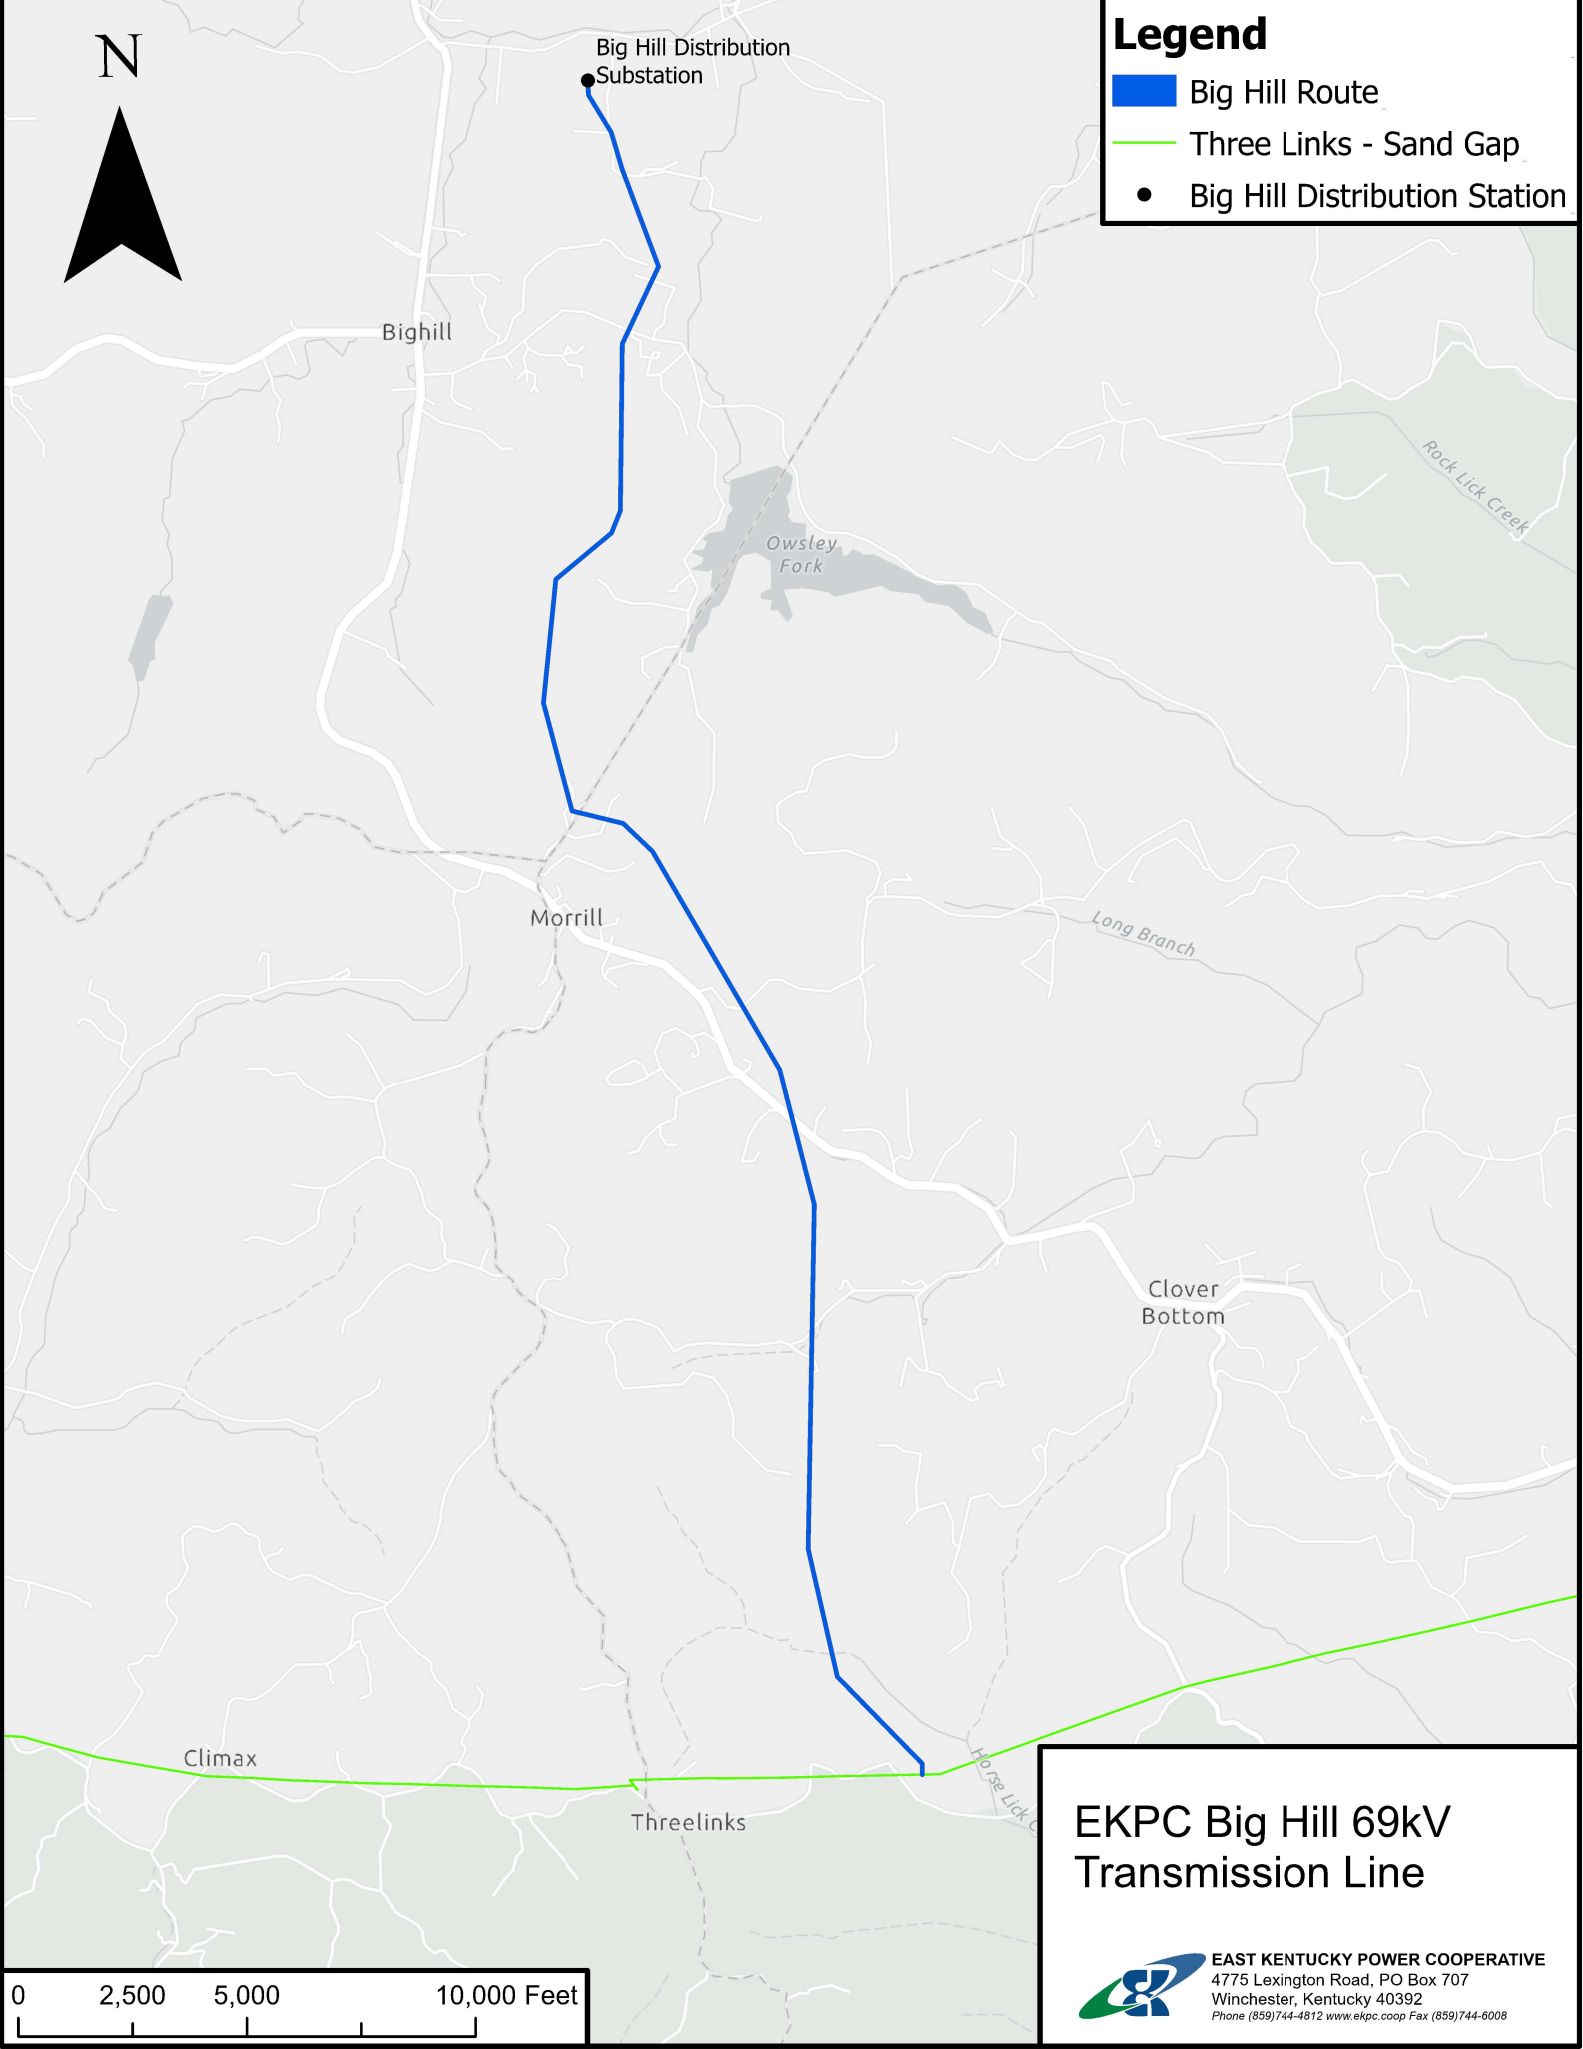 N
Big Hill Distribution
Substation
Legend
Big Hill Route
Three Links - Sand Gap
Big Hill Distribution Station
Bighill
Rock Lick Creek
Owsley
Fork
Morrill
Long Branch
Clover
Bottom
Climax
Horse Lick C
Threelinks
EKPC Big Hill 69kV
Transmission Line
EAST KENTUCKY POWER COOPERATIVE
4775 Lexington Road, PO Box 707
Winchester, Kentucky 40392
Phone (859)744-4812 www.ekpc.coop Fax (859)744-6008
0 2,500 5,000 10,000 Feet